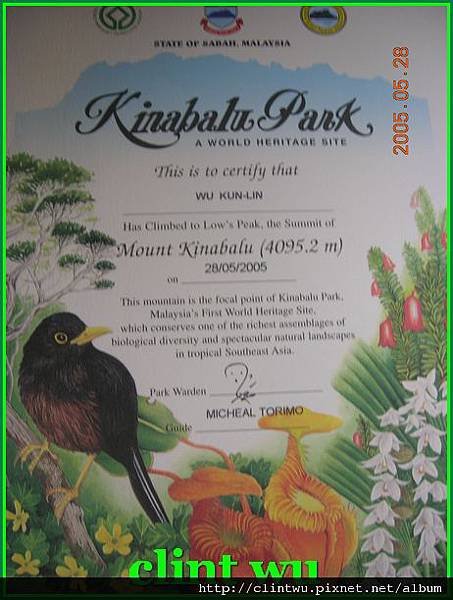 STATE OF SABAH, MALAYSIA
Kinabalu Park
A WORLD HERITAGE SITE
2005.05.28
This is to certify that
WU KUN-LIN
Has Climbed to Low's Peak, the Summit of
Mount Kinabalu (4095.2 m)
28/05/2005
on
This mountain is the focal point of Kinabalu Park,
Malaysia's First World Heritage Site,
which conserves one of the richest assemblages of
biological diversity and spectacular natural landscapes
in tropical Southeast Asia.
Park Warden
MICHEAL TORIMO
Guide
clint wu
http://clintwu.pixnet.net/album